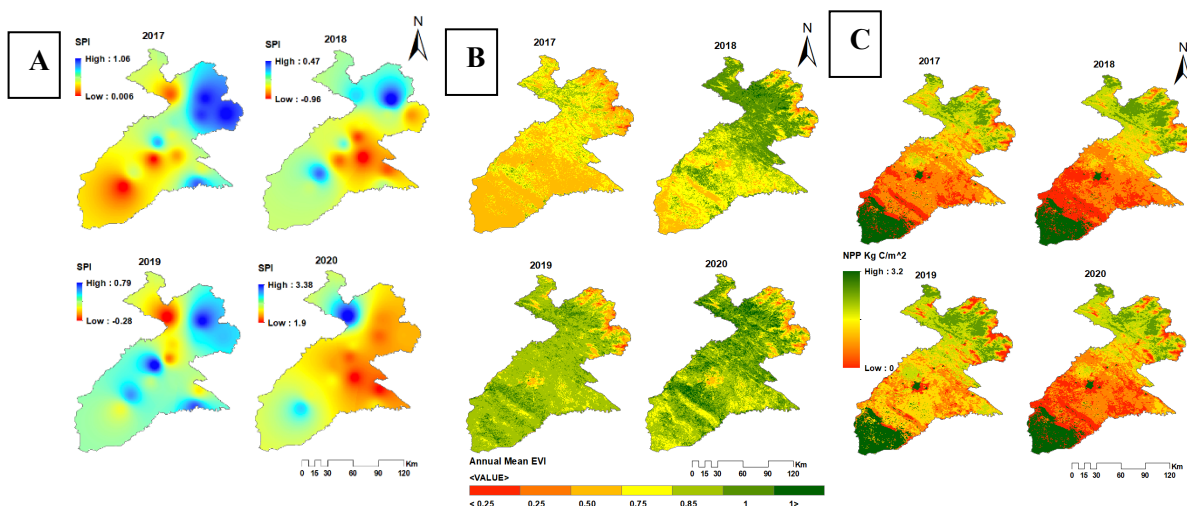 A
SPI
2017
High : 1.06
Low : 0.006
SPI
2018
High : 0.47
Low : -0.96
N
SPI
2019
High : 0.79
Low : -0.28
SPI
2020
High : 3.38
Low : 1.9
Km
0 15 30 60 90 120
B
2017
2018
N
2019
2020
Km
0 15 30 60 90 120
Annual Mean EVI
<VALUE>
< 0.25 0.25 0.50 0.75 0.85 1 1>
C
2017
2018
N
NPP Kg C/m^2
High : 3.2
Low : 0
2019
2020
Km
0 15 30 60 90 120